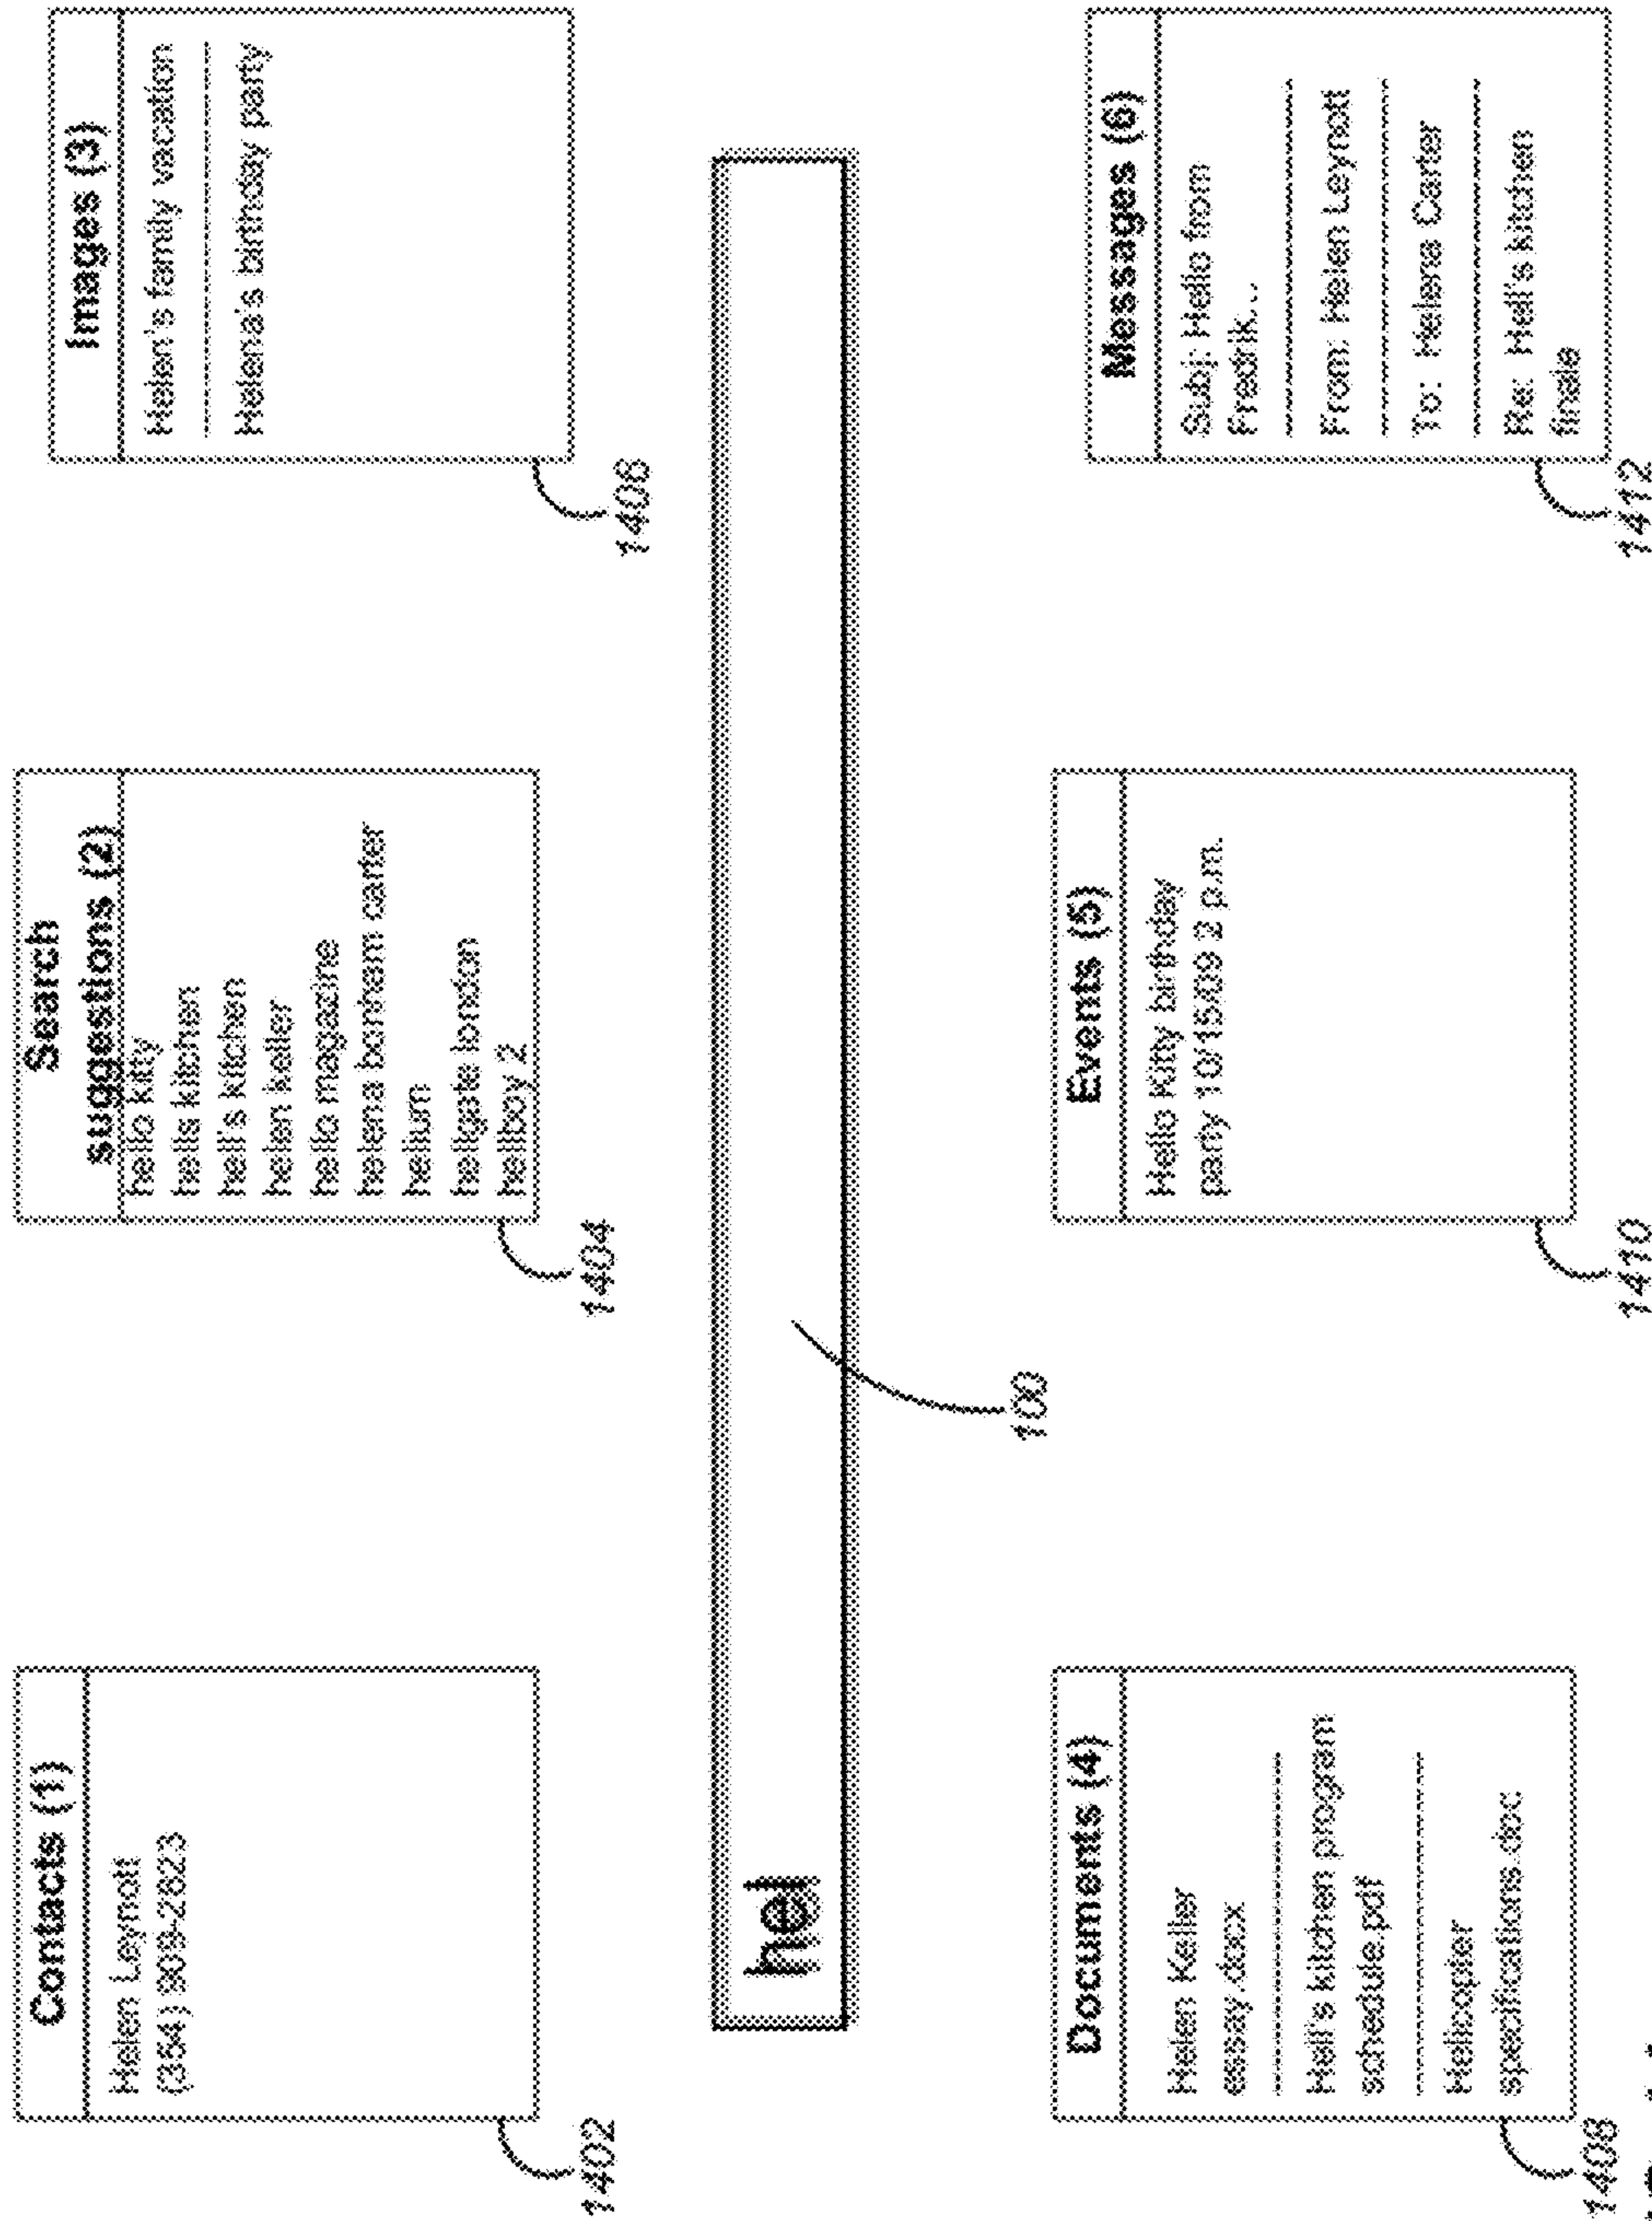 Contacts (1)
Helen Leynott
(354) 909-2823
1402
Search
suggestions (2)
hello kitty
hells kitchen
hell's kitchen
helen keller
hello magazine
helena bonham carter
helium
hellgate london
hellboy 2
1404
Images (3)
Helen's family vacation
Helena's birthday party
1406
hel
100
Documents (4)
Helen Keller
essay.docx
Hell's kitchen program
schedule.pdf
Helicopter
specifications.doc
1408
Events (5)
Hello Kitty birthday
party 10/15/09 2 p.m.
1410
Messages (6)
Subj: Hello from
Fredrik...
From: Helen Leynott
To: Helena Carter
Re: Hell's kitchen
finale
1412